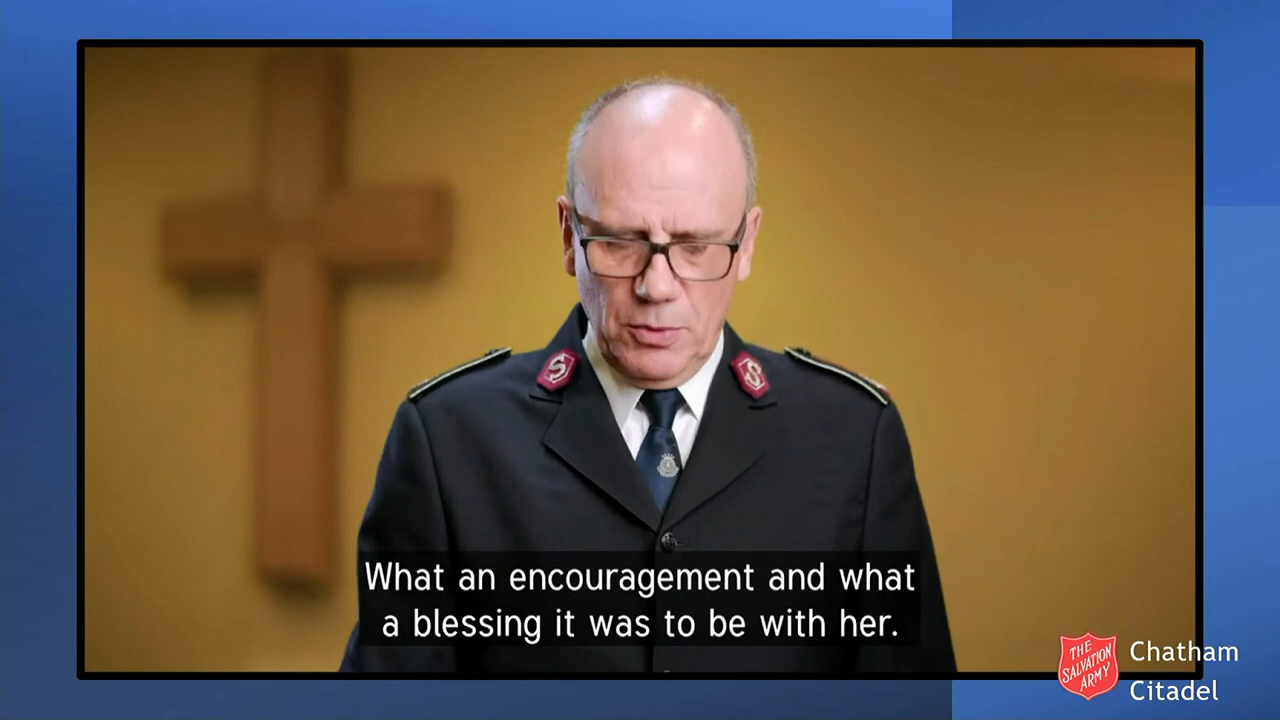 S
S
What an encouragement and what
a blessing it was to be with her.
THE
SALVATION
ARMY
Chatham
Citadel